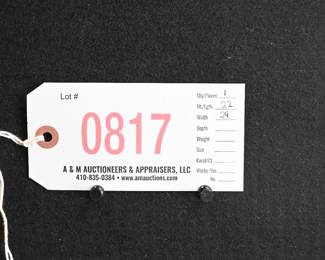 Lot #
0817
A & M AUCTIONEERS & APPRAISERS, LLC
410-835-0384 • www.amauctions.com
Qty/Pieces 1
Ht./Lgth. 22
Width 24
Depth
Weight
Size
Karat/Ct
Works: Yes
No